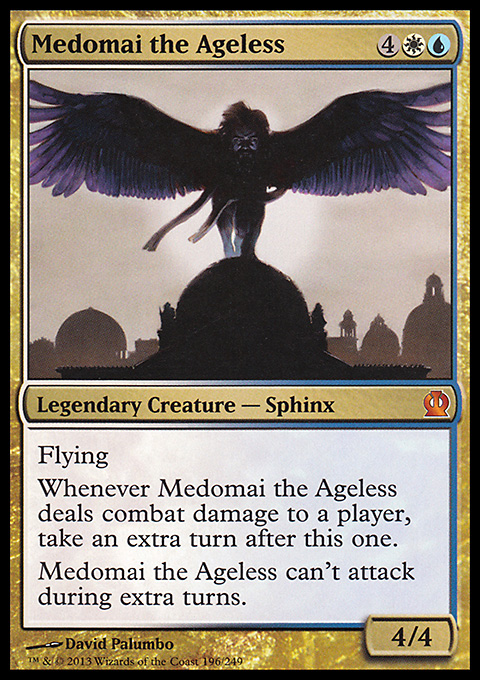 Medomai the Ageless 4
Legendary Creature — Sphinx
Flying
Whenever Medomai the Ageless
deals combat damage to a player,
take an extra turn after this one.
Medomai the Ageless can't attack
during extra turns.
4/4
David Palumbo
™ & © 2013 Wizards of the Coast 196/249